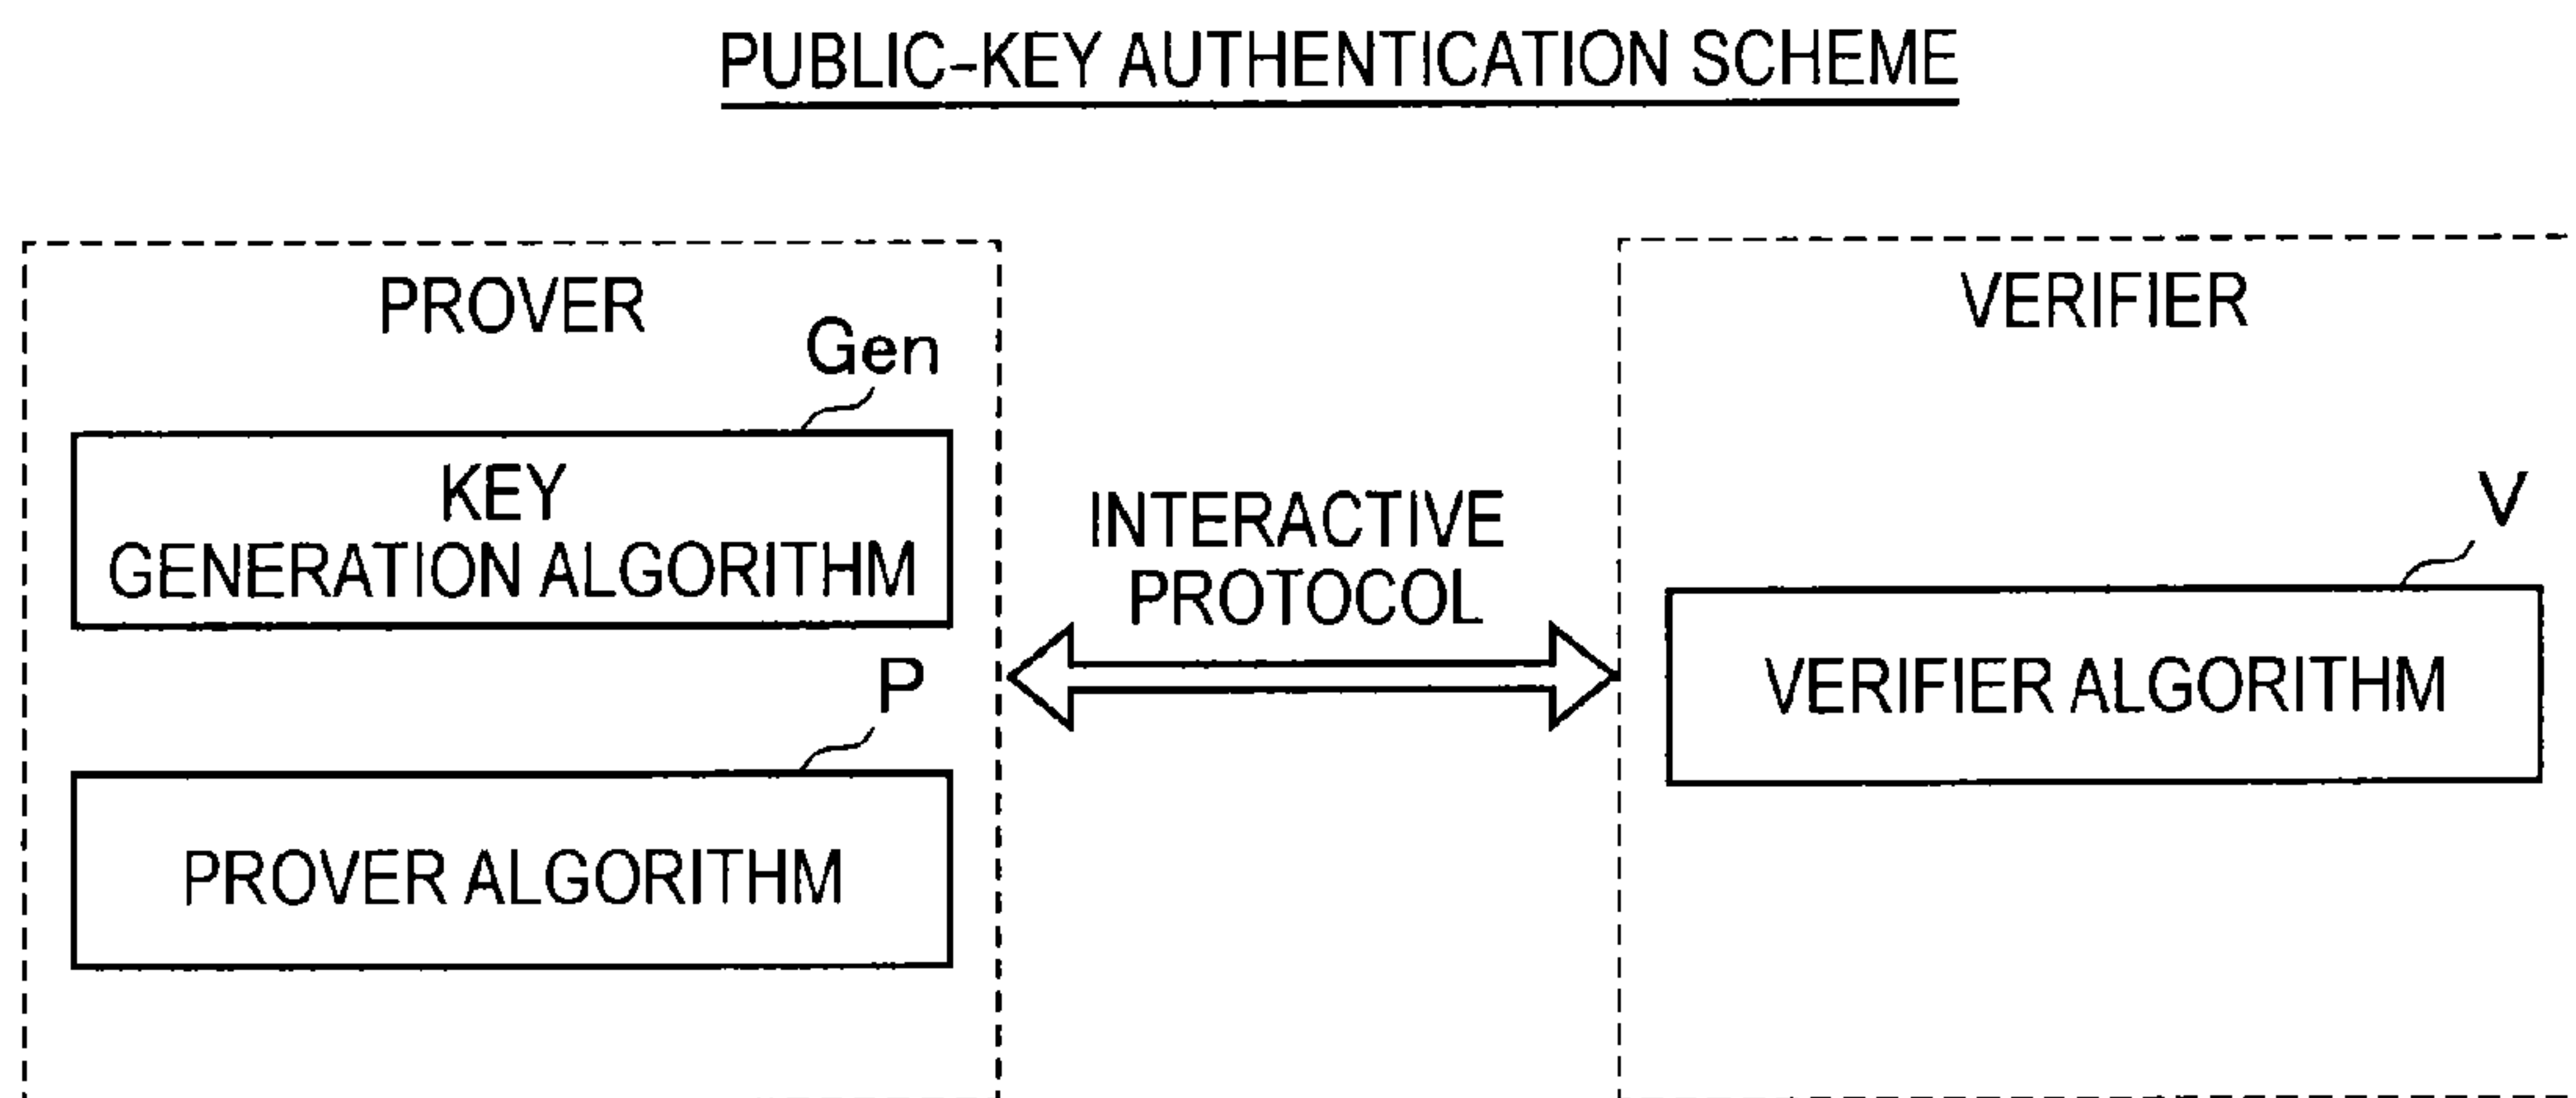 PUBLIC-KEY AUTHENTICATION SCHEME
PROVER
Gen
KEY
GENERATION ALGORITHM
P
PROVER ALGORITHM
INTERACTIVE
PROTOCOL
VERIFIER
V
VERIFIER ALGORITHM